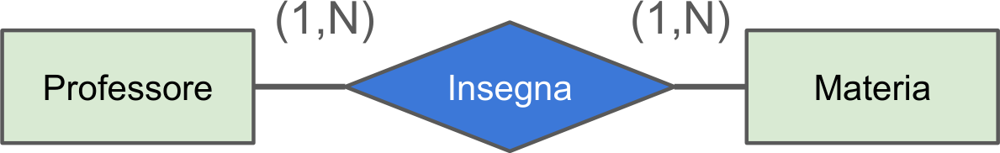 (1,N) (1,N)
Professore Insegna Materia